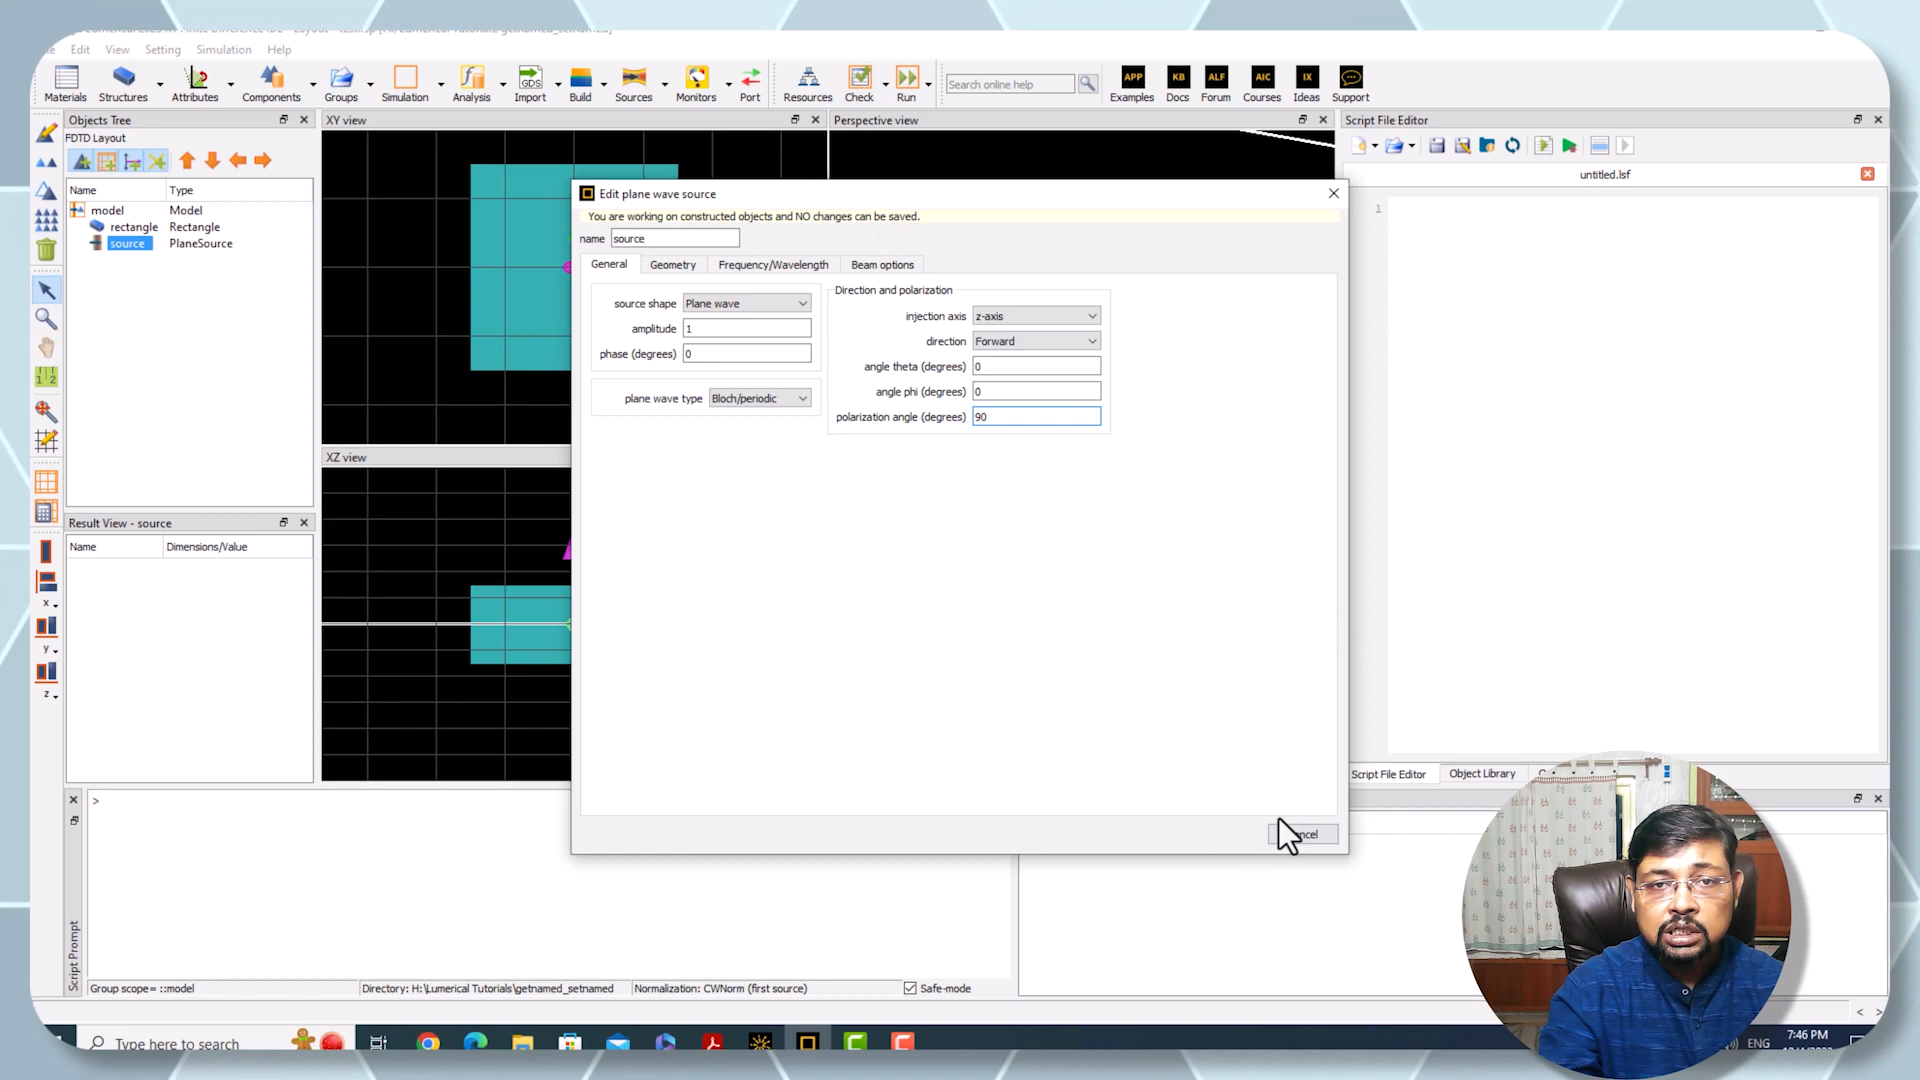 Edit View Setting Simulation Help
Materials Structures Attributes Components Groups Simulation Analysis Import Build Sources Monitors Port Resources Check Run
GDS
Search online help
APP KB ALF AIC IX
Examples Docs Forum Courses Ideas Support
Objects Tree
XY view
Perspective view
Script File Editor
FDTD Layout
untitled.lsf
Name Type
model Model
rectangle Rectangle
source PlaneSource
1
Edit plane wave source
You are working on constructed objects and NO changes can be saved.
name source
General Geometry Frequency/Wavelength Beam options
source shape Plane wave
amplitude 1
phase (degrees) 0
plane wave type Bloch/periodic
Direction and polarization
injection axis z-axis
direction Forward
angle theta (degrees) 0
angle phi (degrees) 0
polarization angle (degrees) 90
XZ view
Result View - source
Name Dimensions/Value
x
y
z
Script File Editor Object Library
>
Script Prompt
Group scope= ::model
Directory: H:\Lumerical Tutorials\getnamed_setnamed
Normalization: CWNorm (first source)
Safe-mode
Type here to search
ENG
7:46 PM